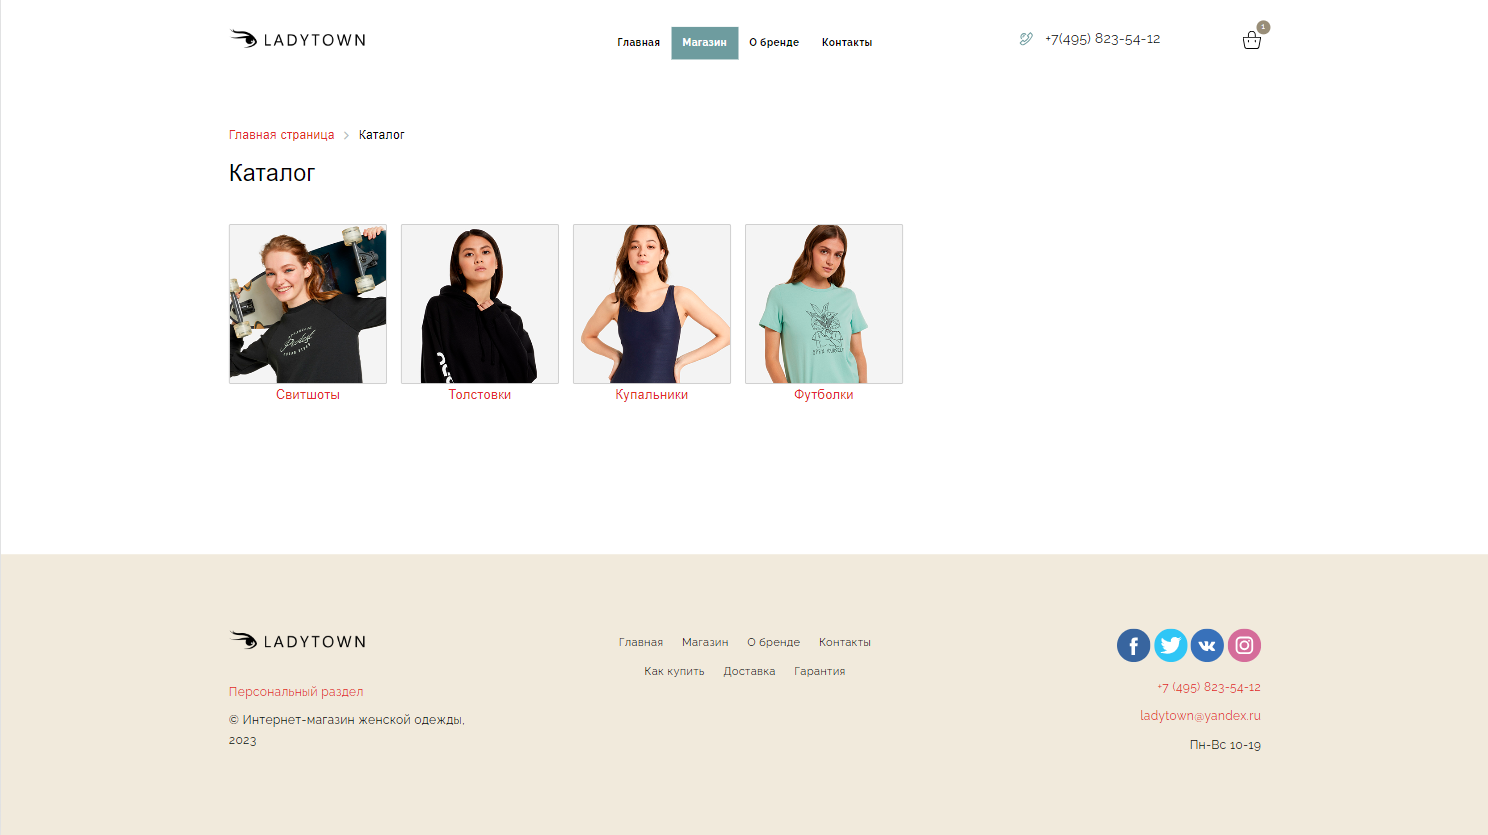 LADYTOWN
Главная Магазин О бренде Контакты
+7(495) 823-54-12
1
Главная страница > Каталог
Каталог
Свитшоты Толстовки Купальники Футболки
LADYTOWN
Главная Магазин О бренде Контакты
Как купить Доставка Гарантия
Персональный раздел
© Интернет-магазин женской одежды,
2023
+7 (495) 823-54-12
ladytown@yandex.ru
Пн-Вс 10-19